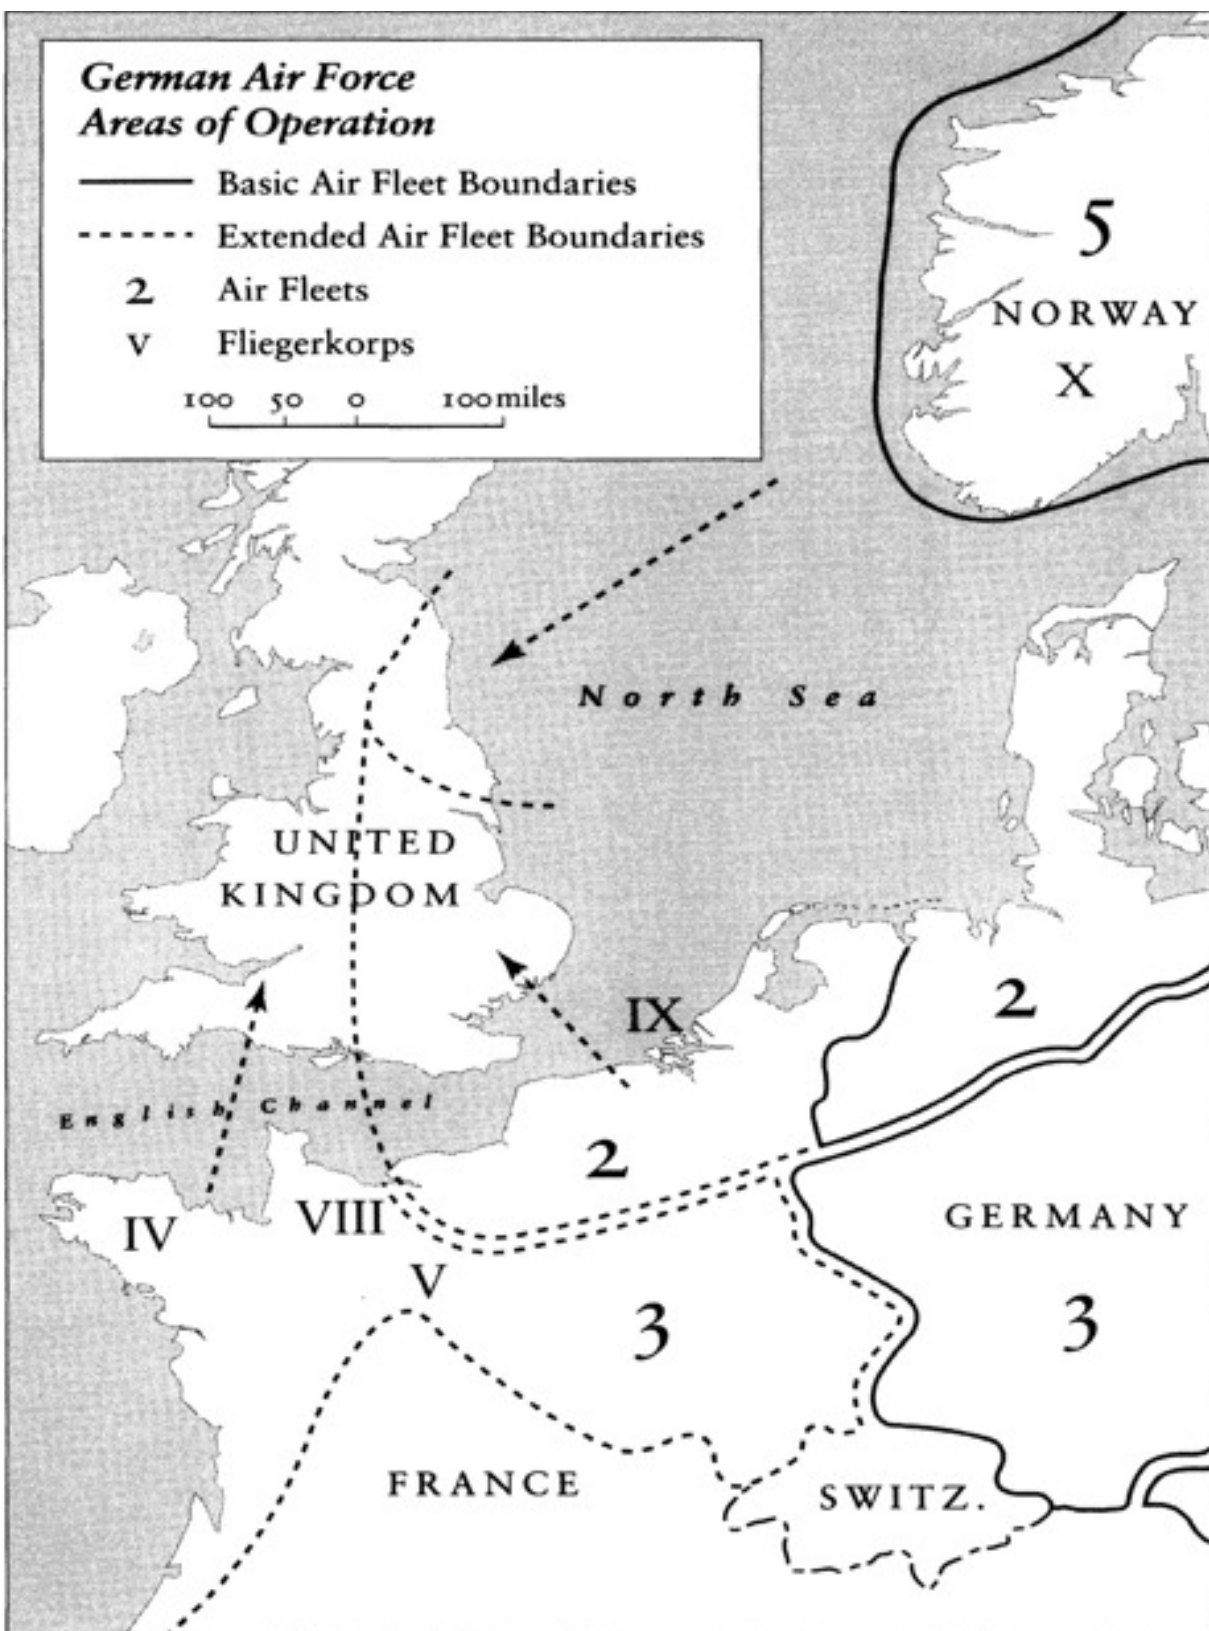 German Air Force
Areas of Operation
Basic Air Fleet Boundaries
Extended Air Fleet Boundaries
2 Air Fleets
V Fliegerkorps
100 50 0 100 miles
5
NORWAY
X
North Sea
UNITED
KINGDOM
IX
2
English Channel
2
IV
VIII
GERMANY
V
3
3
FRANCE
SWITZ.